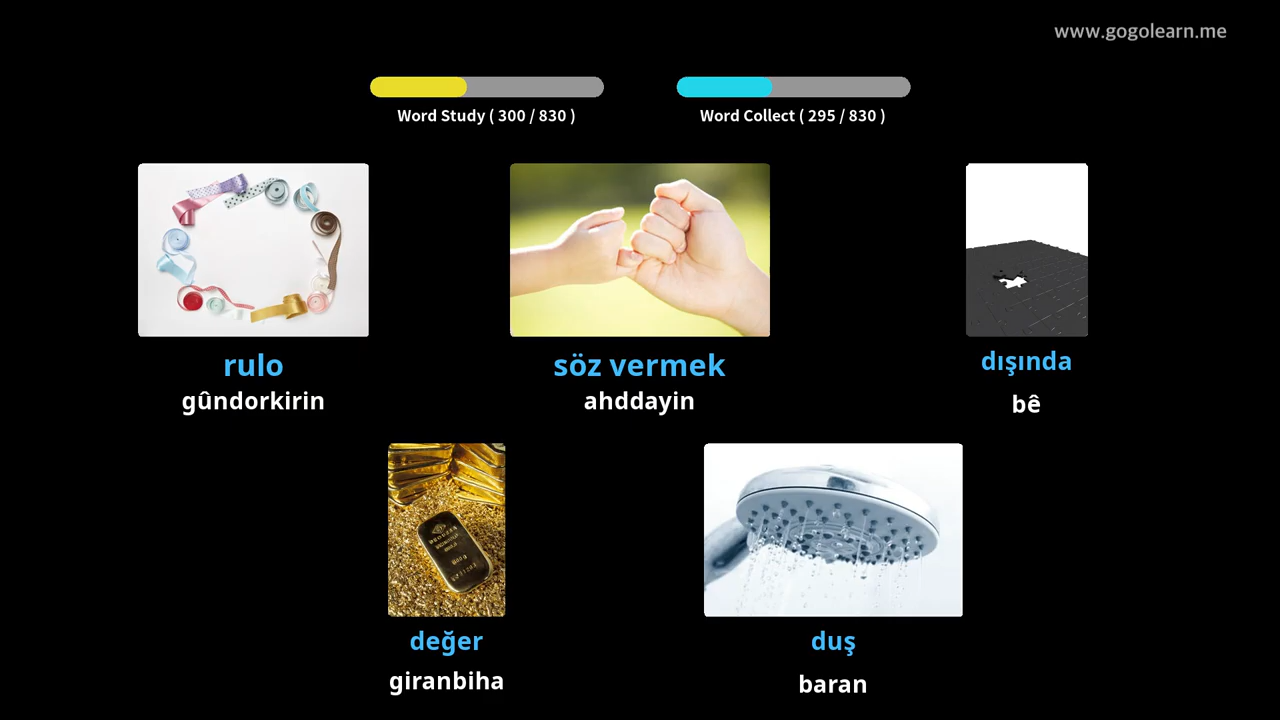 www.gogolearn.me
Word Study ( 300 / 830 )
Word Collect ( 295 / 830 )
rulo
gûndorkirin
söz vermek
ahddayin
dışında
bê
değer
giranbiha
duş
baran